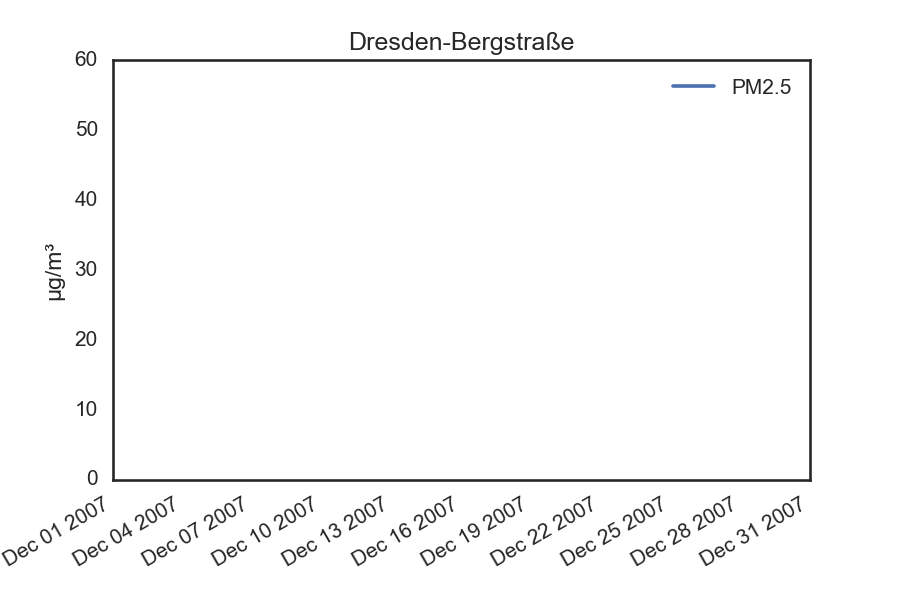 Dresden-Bergstraße
60
50
40
30
20
10
0
µg/m³
PM2.5
Dec 01 2007
Dec 04 2007
Dec 07 2007
Dec 10 2007
Dec 13 2007
Dec 16 2007
Dec 19 2007
Dec 22 2007
Dec 25 2007
Dec 28 2007
Dec 31 2007